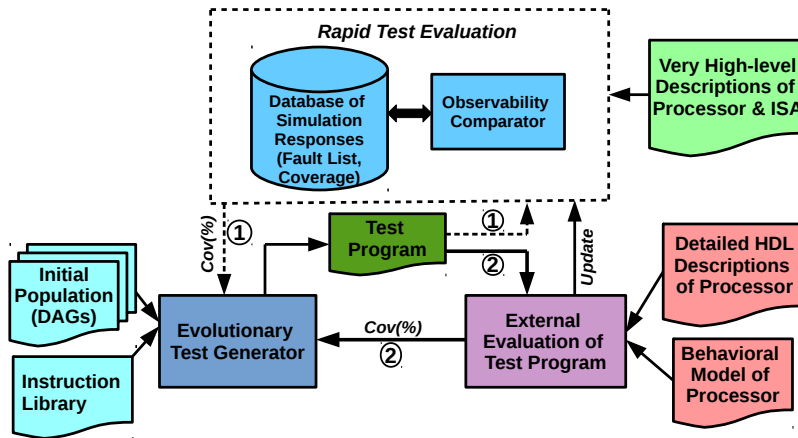 Rapid Test Evaluation
Database of
Simulation
Responses
(Fault List,
Coverage)
Observability
Comparator
Very High-level
Descriptions of
Processor & ISA
Cov(%)
①
Test
Program
①
②
Update
Initial
Population
(DAGs)
Instruction
Library
Evolutionary
Test Generator
Cov(%)
②
External
Evaluation of
Test Program
Detailed HDL
Descriptions
of Processor
Behavioral
Model of
Processor